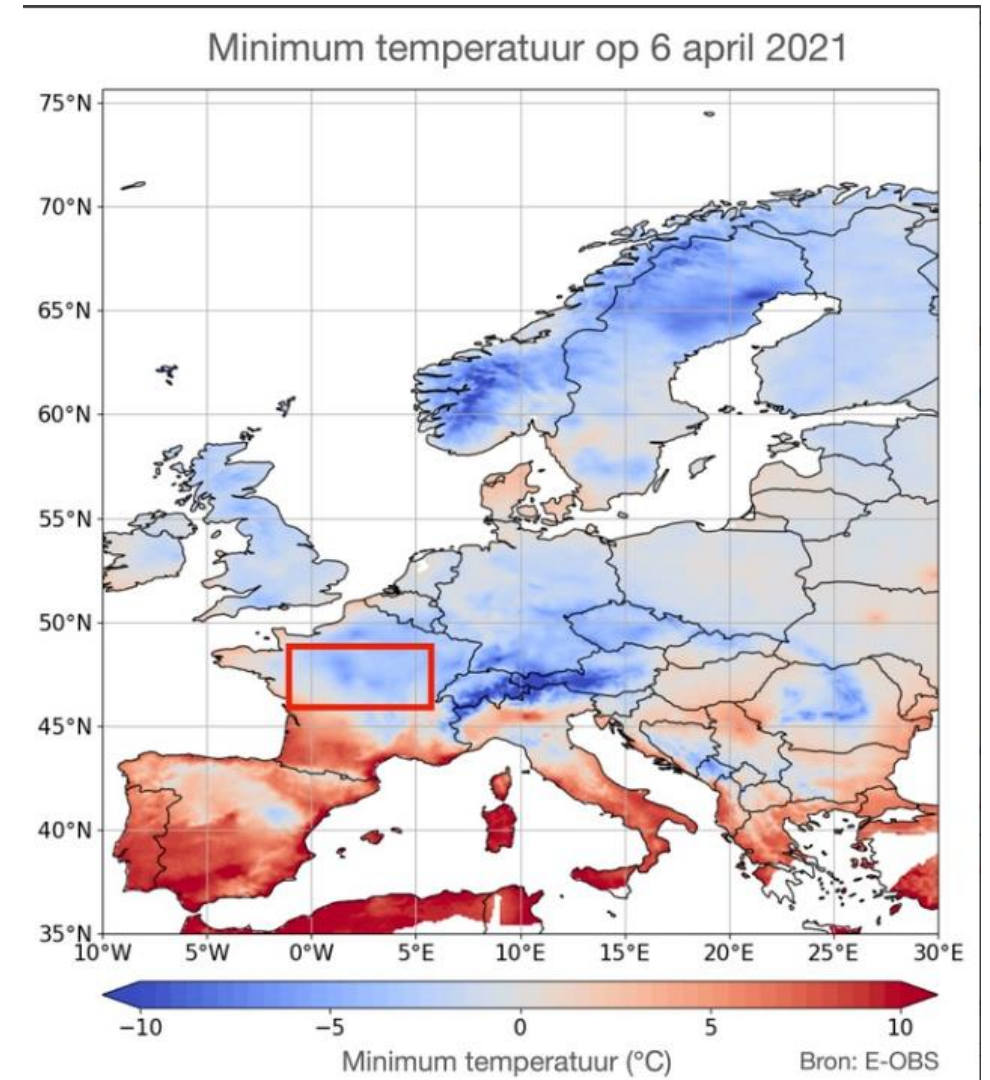 Minimum temperatuur op 6 april 2021
75°N
70°N
65°N
60°N
55°N
50°N
45°N
40°N
35°N
10°W 5°W 0°W 5°E 10°E 15°E 20°E 25°E 30°E
−10 −5 0 5 10
Minimum temperatuur (°C) Bron: E-OBS